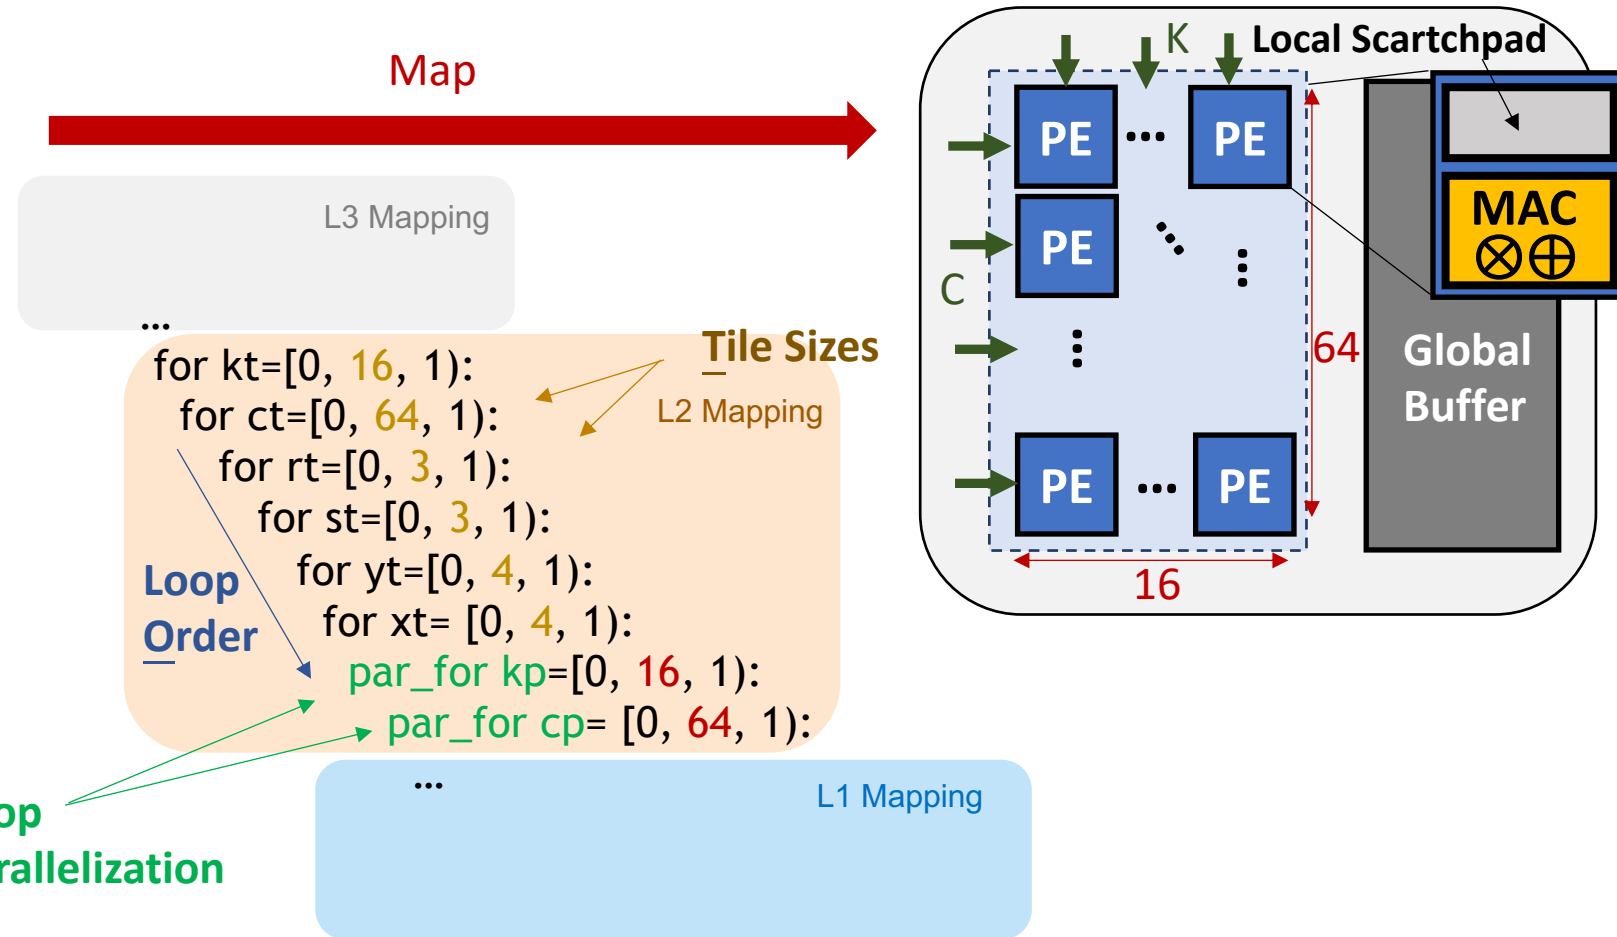 Map
L3 Mapping
...
Tile Sizes
L2 Mapping
for kt=[0, 16, 1):
for ct=[0, 64, 1):
for rt=[0, 3, 1):
for st=[0, 3, 1):
for yt=[0, 4, 1):
for xt= [0, 4, 1):
par_for kp=[0, 16, 1):
par_for cp= [0, 64, 1):
Loop
Order
op
rallelization
...
L1 Mapping
K
Local Scartchpad
PE ... PE
MAC
PE
C
64
Global
Buffer
PE ... PE
16